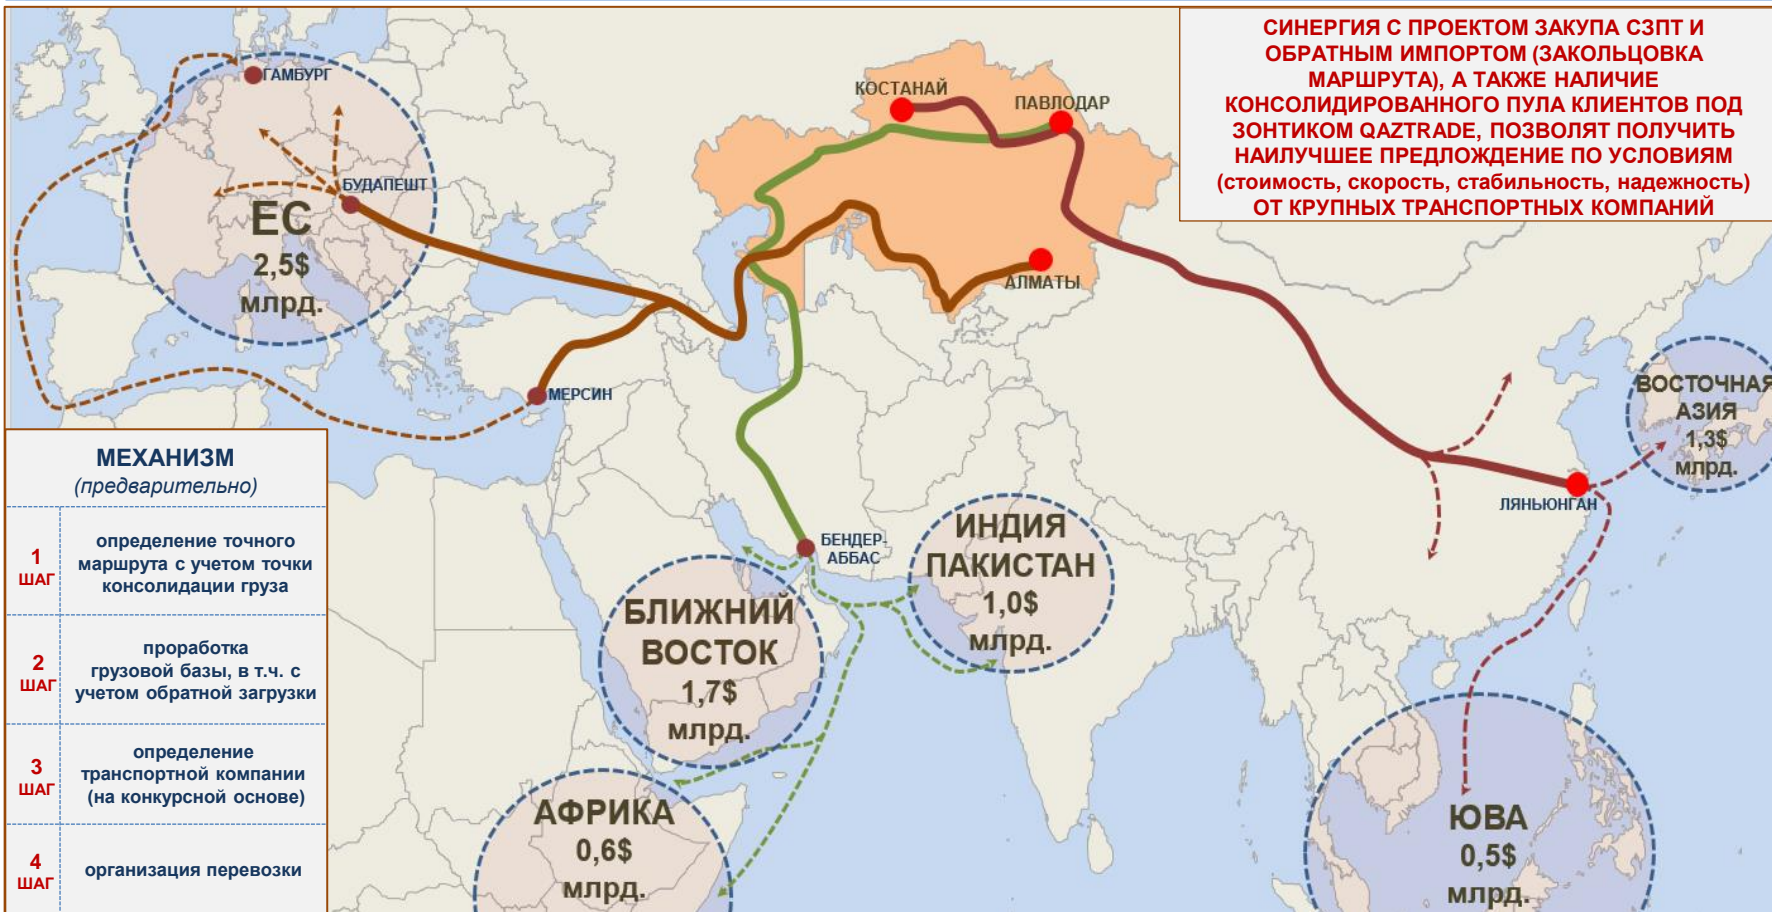 СИНЕРГИЯ С ПРОЕКТОМ ЗАКУПА СЗПТ И
ОБРАТНЫМ ИМПОРТОМ (ЗАКОЛЬЦОВКА
МАРШРУТА), А ТАКЖЕ НАЛИЧИЕ
КОНСОЛИДИРОВАННОГО ПУЛА КЛИЕНТОВ ПОД
ЗОНТИКОМ QAZTRADE, ПОЗВОЛЯТ ПОЛУЧИТЬ
НАИЛУЧШЕЕ ПРЕДЛОЖЕНИЕ ПО УСЛОВИЯМ
(стоимость, скорость, стабильность, надежность)
ОТ КРУПНЫХ ТРАНСПОРТНЫХ КОМПАНИЙ
ГАМБУРГ
КОСТАНАЙ
ПАВЛОДАР
БУДАПЕШТ
ЕС
2,5$
млрд.
АЛМАТЫ
МЕРСИН
ВОСТОЧНАЯ
АЗИЯ
1,3$
млрд.
ЛЯНЬЮНГАН
БЕНДЕР-
АББАС
ИНДИЯ
ПАКИСТАН
1,0$
млрд.
БЛИЖНИЙ
ВОСТОК
1,7$
млрд.
АФРИКА
0,6$
млрд.
ЮВА
0,5$
млрд.
МЕХАНИЗМ
(предварительно)
1
ШАГ
определение точного
маршрута с учетом точки
консолидации груза
2
ШАГ
проработка
грузовой базы, в т.ч. с
учетом обратной загрузки
3
ШАГ
определение
транспортной компании
(на конкурсной основе)
4
ШАГ
организация перевозки